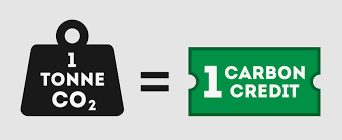 1
TONNE
CO₂
=
1 CARBON
CREDIT